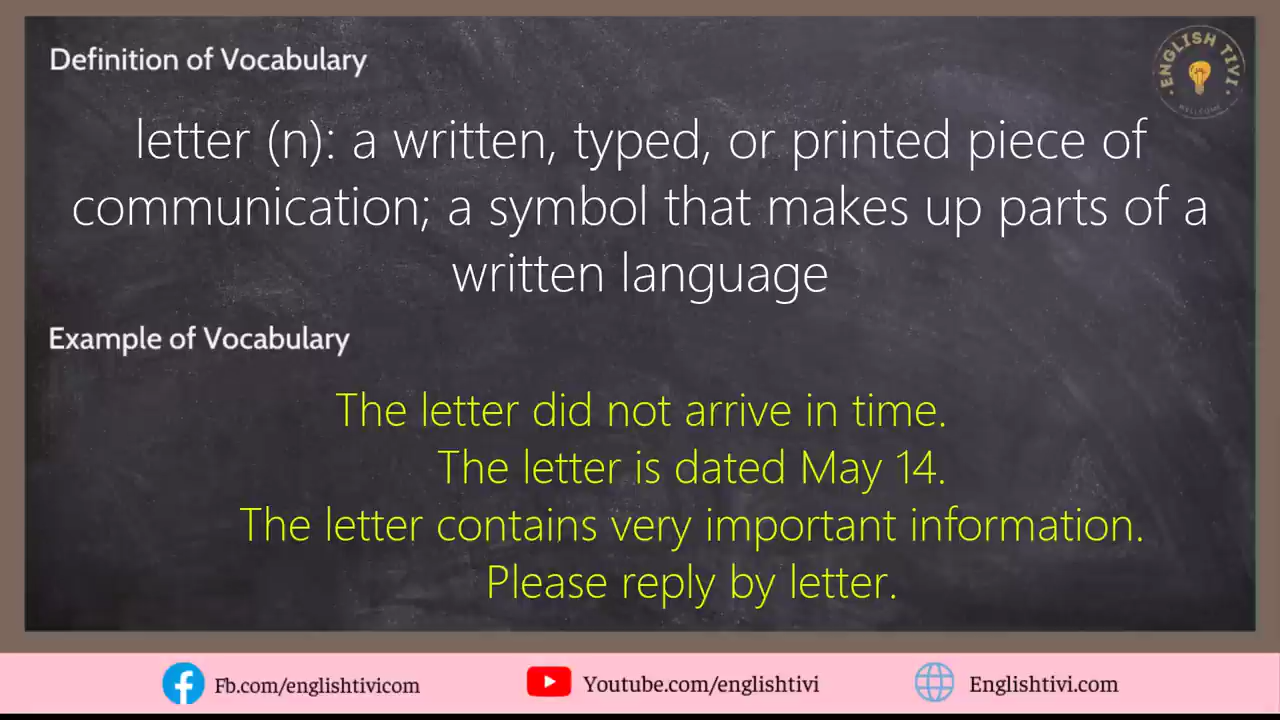 Definition of Vocabulary
ENGLISH TIVI
WELLCOME
letter (n): a written, typed, or printed piece of
communication; a symbol that makes up parts of a
written language
Example of Vocabulary
The letter did not arrive in time.
The letter is dated May 14.
The letter contains very important information.
Please reply by letter.
Fb.com/englishtivicom
Youtube.com/englishtivi
Englishtivi.com